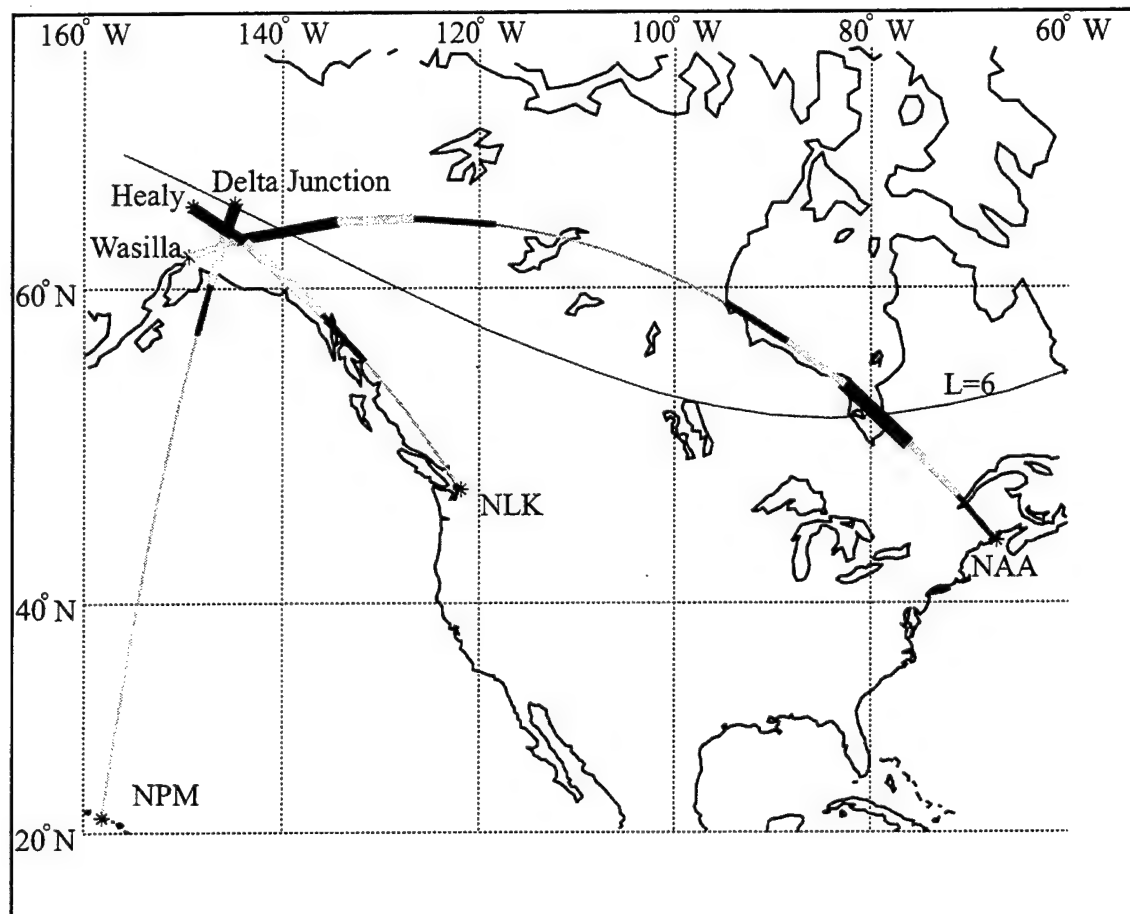 160° W 140° W 120° W 100° W 80° W 60° W
Delta Junction
Healy
Wasilla
60° N
L=6
NLK
NAA
40° N
NPM
20° N